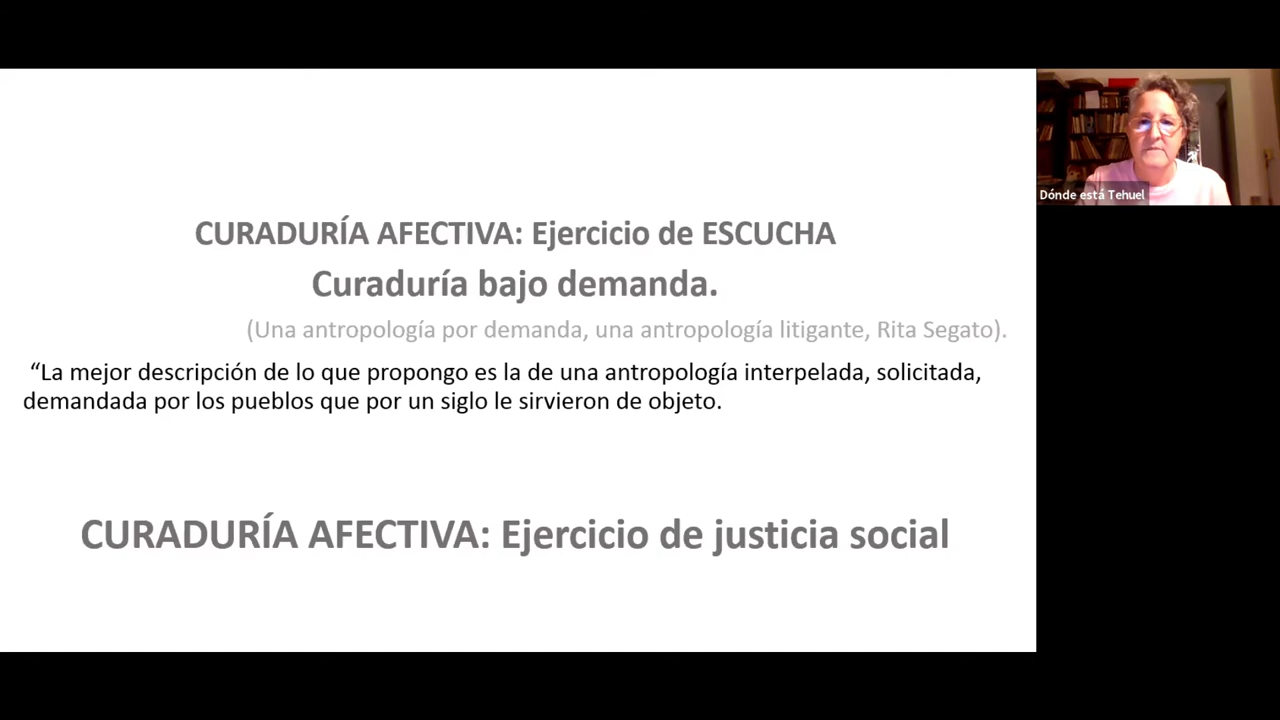 CURADURÍA AFECTIVA: Ejercicio de ESCUCHA
Curaduría bajo demanda.
(Una antropología por demanda, una antropología litigante, Rita Segato).
“La mejor descripción de lo que propongo es la de una antropología interpelada, solicitada,
demandada por los pueblos que por un siglo le sirvieron de objeto.
CURADURÍA AFECTIVA: Ejercicio de justicia social
Dónde está Tehuel